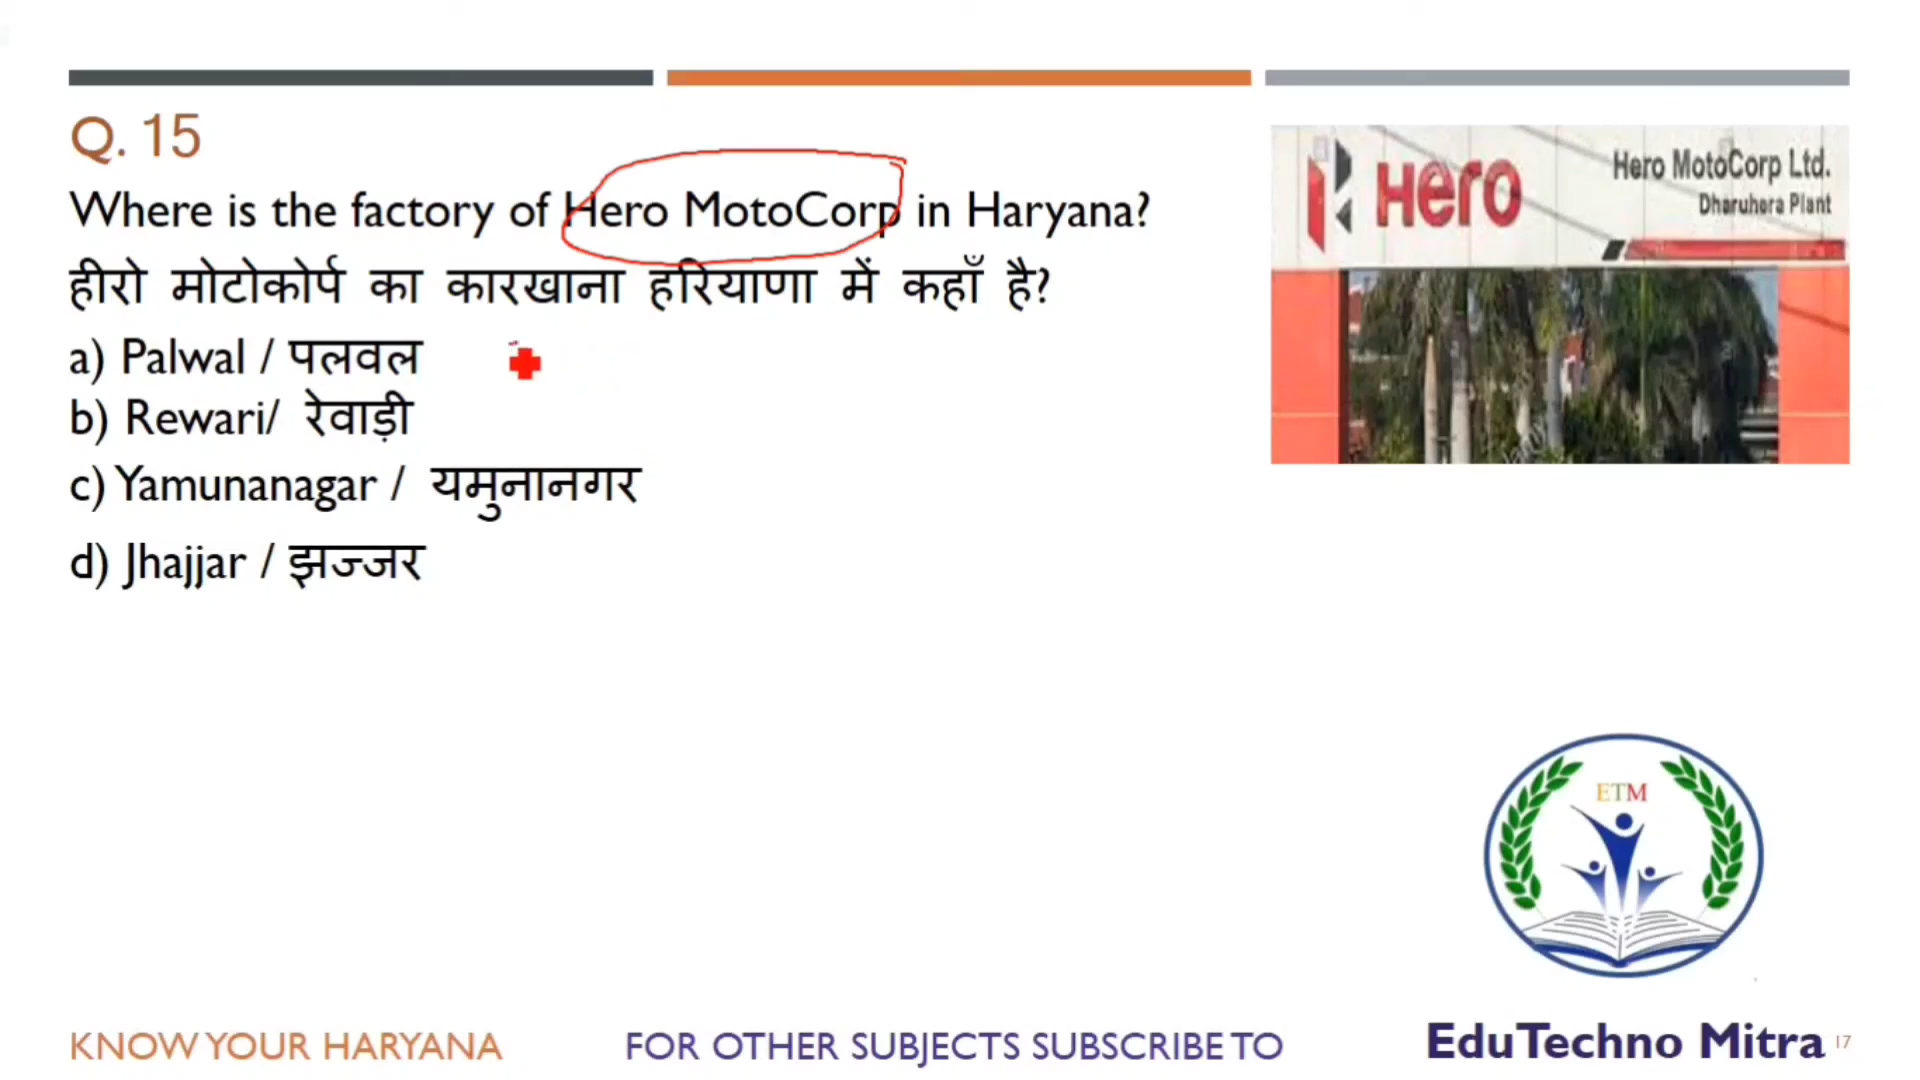 Q. 15
Where is the factory of Hero MotoCorp in Haryana?
हीरो मोटोकोर्प का कारखाना हरियाणा में कहाँ है?
a) Palwal / पलवल
b) Rewari/ रेवाड़ी
c) Yamunanagar / यमुनानगर
d) Jhajjar / झज्जर
Hero
Hero MotoCorp Ltd.
Dharuhera Plant
ETM
KNOW YOUR HARYANA
FOR OTHER SUBJECTS SUBSCRIBE TO
EduTechno Mitra
17